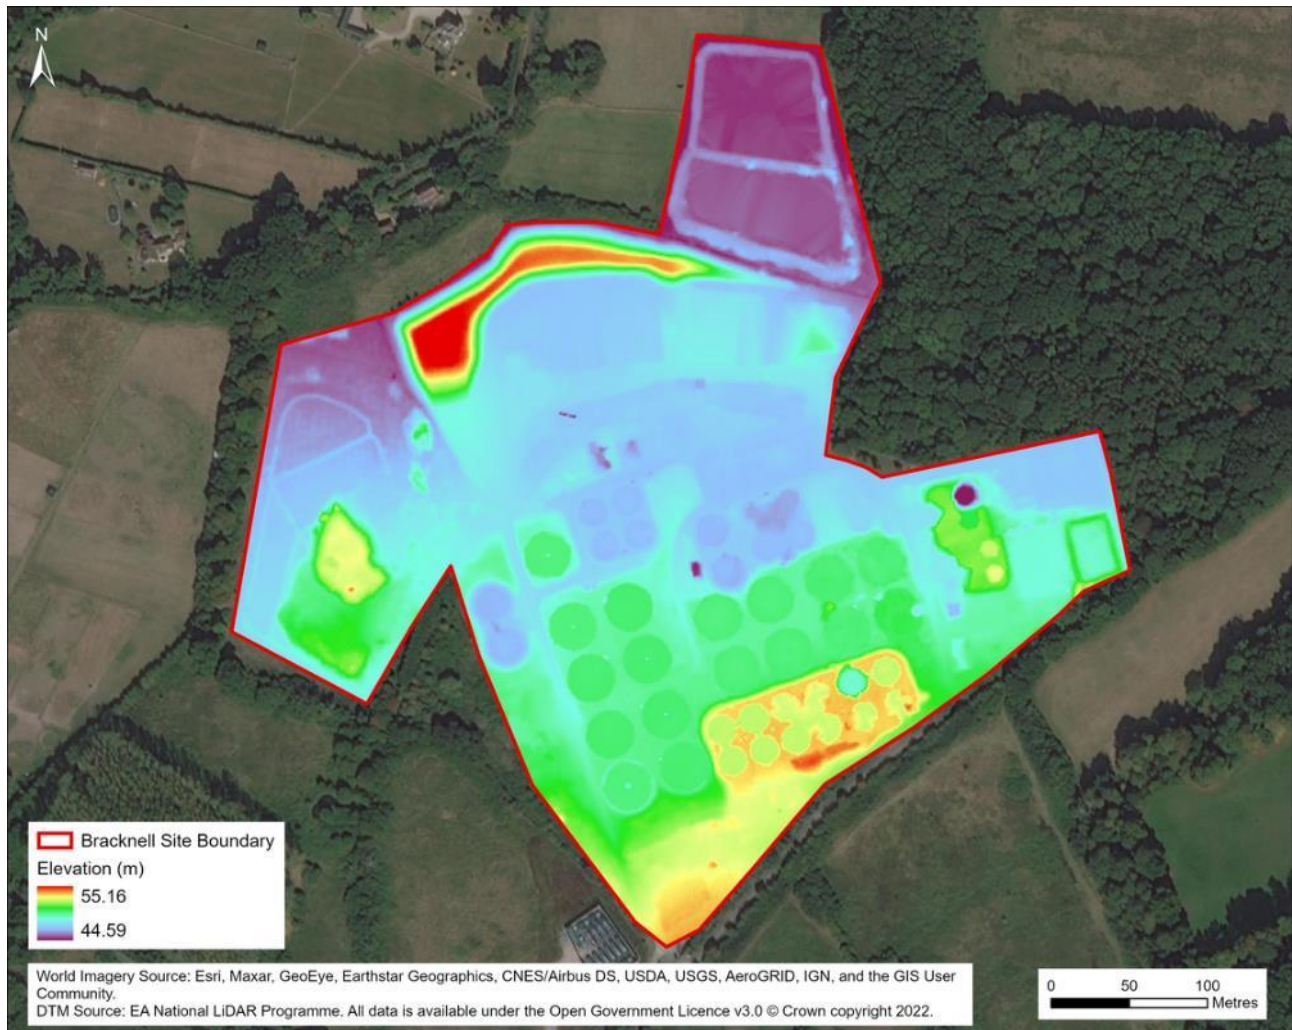 N
Bracknell Site Boundary
Elevation (m)
55.16
44.59
World Imagery Source: Esri, Maxar, GeoEye, Earthstar Geographics, CNES/Airbus DS, USDA, USGS, AeroGRID, IGN, and the GIS User
Community.
DTM Source: EA National LiDAR Programme. All data is available under the Open Government Licence v3.0 © Crown copyright 2022.
0 50 100
Metres